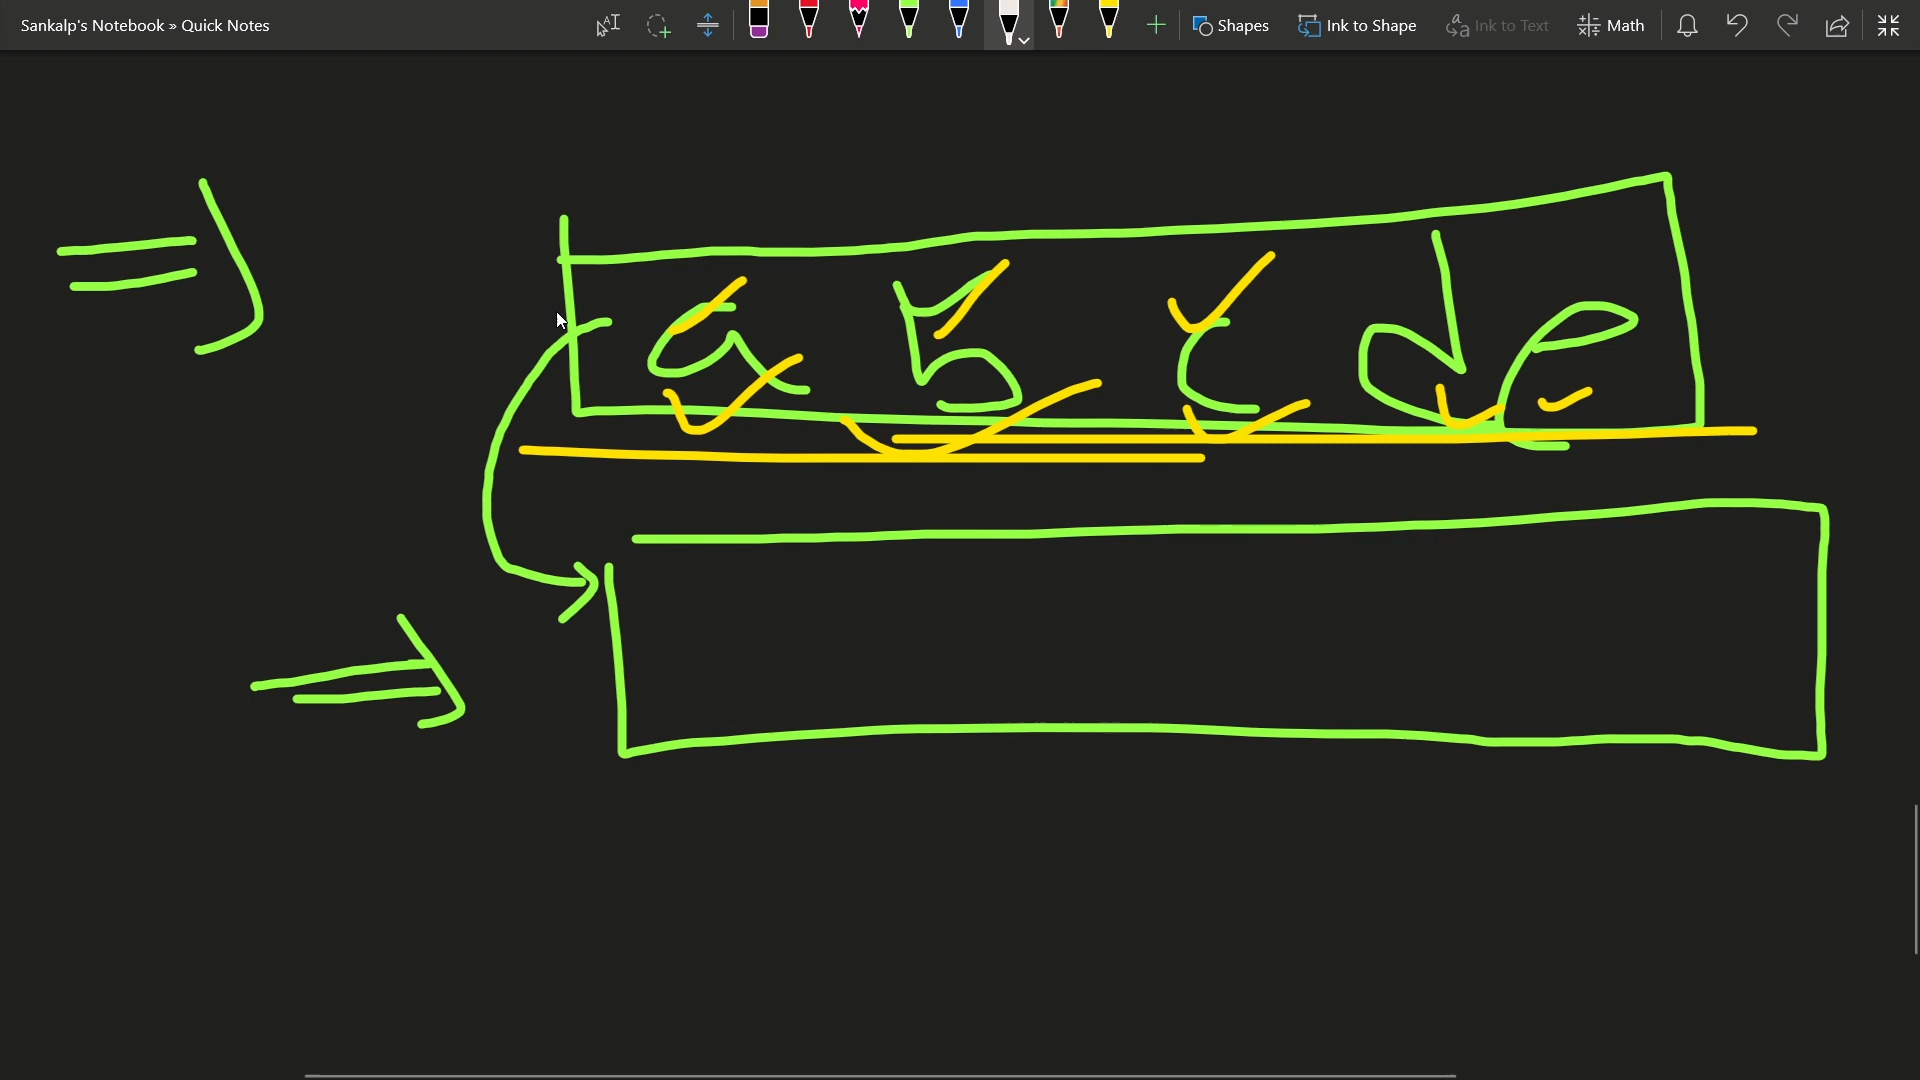 Sankalp's Notebook » Quick Notes
Shapes
Ink to Shape
Ink to Text
Math
a b c d e